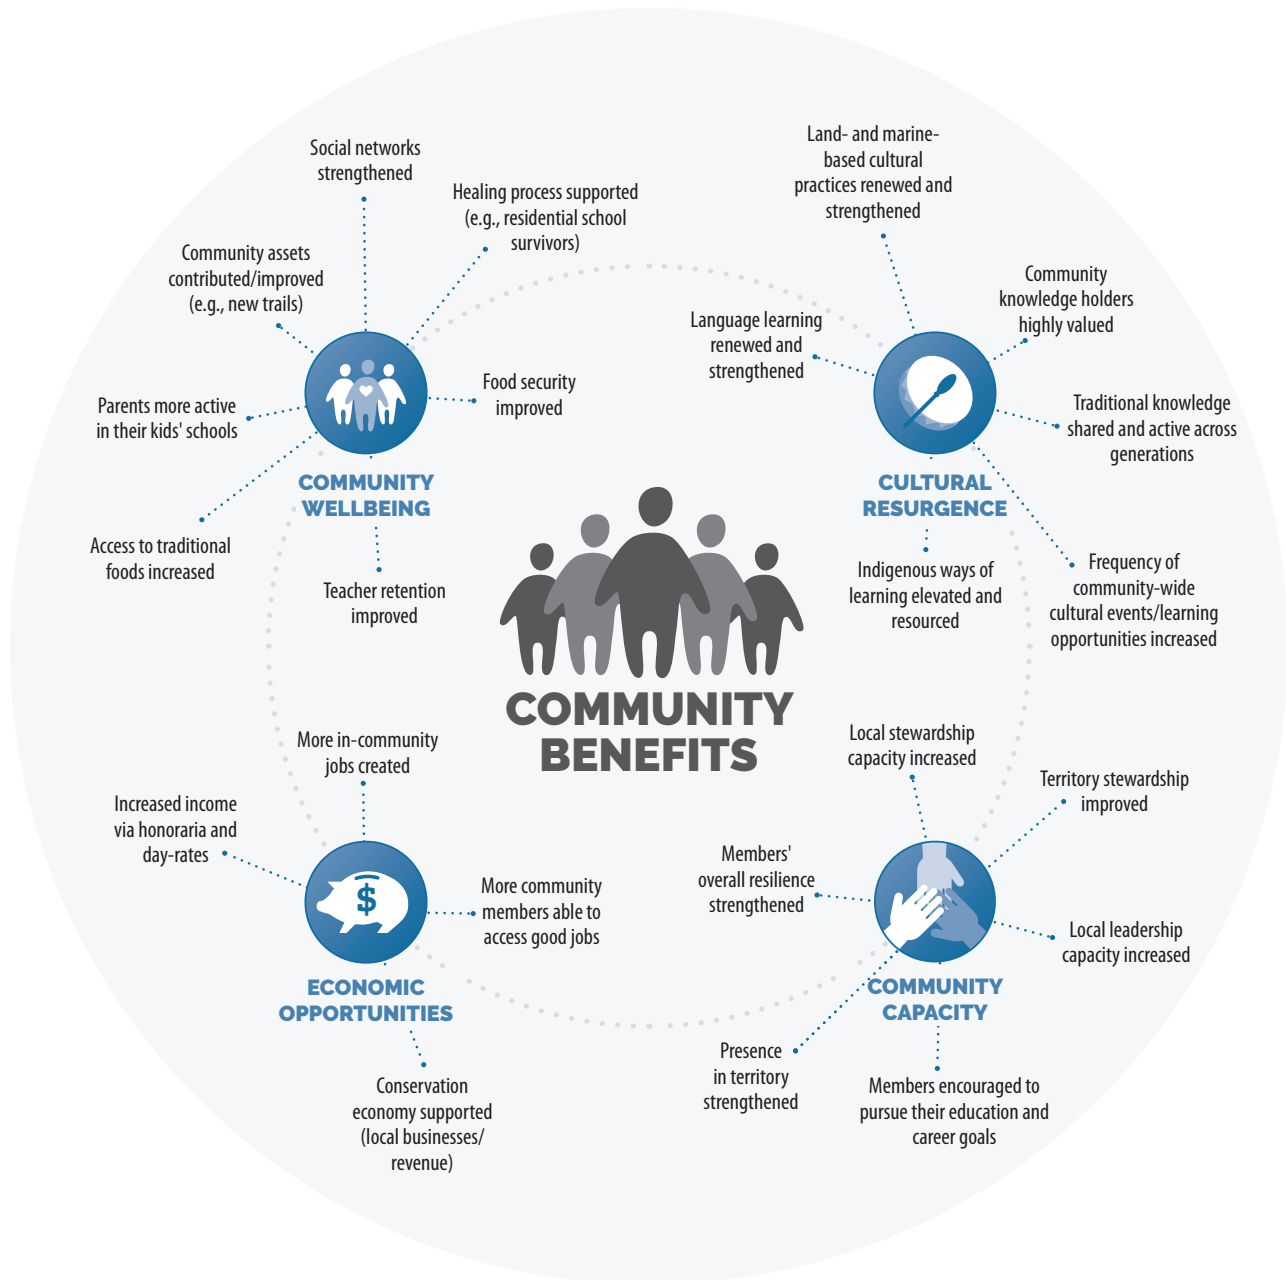 Social networks
strengthened
Healing process supported
(e.g., residential school
survivors)
Community assets
contributed/improved
(e.g., new trails)
Food security
improved
Parents more active
in their kids' schools
COMMUNITY
WELLBEING
Access to traditional
foods increased
Teacher retention
improved
Land- and marine-
based cultural
practices renewed and
strengthened
Community
knowledge holders
highly valued
Language learning
renewed and
strengthened
Traditional knowledge
shared and active across
generations
CULTURAL
RESURGENCE
Indigenous ways of
learning elevated and
resourced
Frequency of
community-wide
cultural events/learning
opportunities increased
COMMUNITY
BENEFITS
More in-community
jobs created
Increased income
via honoraria and
day-rates
$
More community
members able to
access good jobs
ECONOMIC
OPPORTUNITIES
Conservation
economy supported
(local businesses/
revenue)
Local stewardship
capacity increased
Territory stewardship
improved
Members'
overall resilience
strengthened
Local leadership
capacity increased
COMMUNITY
CAPACITY
Presence
in territory
strengthened
Members encouraged to
pursue their education and
career goals